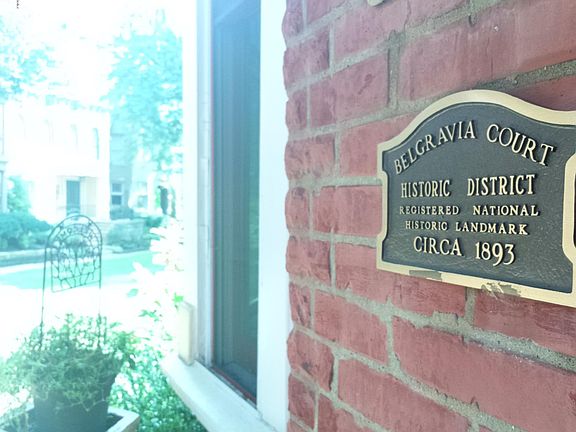 BELGRAVIA COURT
HISTORIC DISTRICT
REGISTERED NATIONAL
HISTORIC LANDMARK
CIRCA 1893